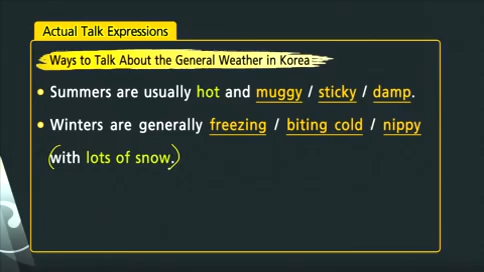 Actual Talk Expressions
Ways to Talk About the General Weather in Korea
• Summers are usually hot and muggy / sticky / damp.
• Winters are generally freezing / biting cold / nippy
(with lots of snow.)